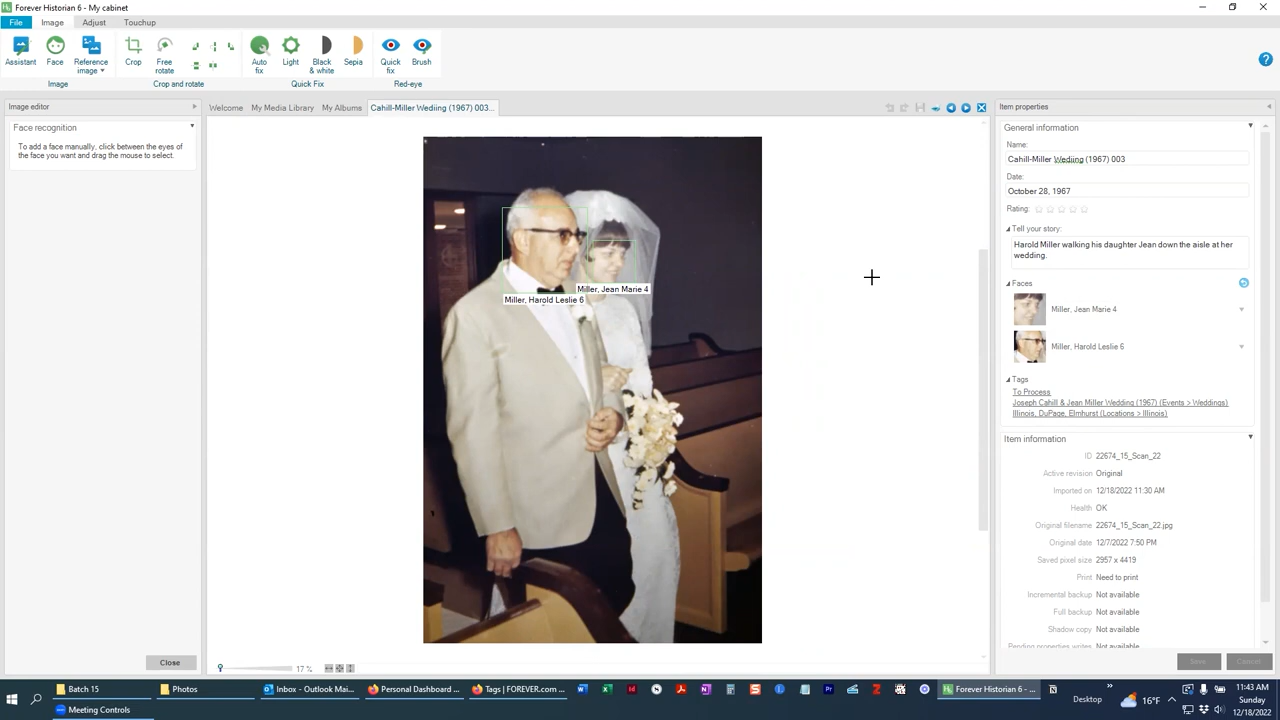 Forever Historian 6 - My cabinet
File Image Adjust Touchup
Assistant Face Reference image Crop Free rotate Auto fix Light Black & white Sepia Quick fix Brush
Image Crop and rotate Quick Fix Red-eye
Image editor
Welcome My Media Library My Albums Cahill-Miller Wediing (1967) 003...
Item properties
Face recognition
To add a face manually, click between the eyes of
the face you want and drag the mouse to select.
Miller, Jean Marie 4
Miller, Harold Leslie 6
Close
17 %
General information
Name:
Cahill-Miller Wediing (1967) 003
Date:
October 28, 1967
Rating:
Tell your story:
Harold Miller walking his daughter Jean down the aisle at her
wedding.
Faces
Miller, Jean Marie 4
Miller, Harold Leslie 6
Tags
To Process
Joseph Cahill & Jean Miller Wedding (1967) (Events > Weddings)
Illinois, DuPage, Elmhurst (Locations > Illinois)
Item information
ID 22674_15_Scan_22
Active revision Original
Imported on 12/18/2022 11:30 AM
Health OK
Original filename 22674_15_Scan_22.jpg
Original date 12/7/2022 7:50 PM
Saved pixel size 2957 x 4419
Print Need to print
Incremental backup Not available
Full backup Not available
Shadow copy Not available
Pending properties writes Not available
Save Cancel
Batch 15 Photos Inbox - Outlook Mai... Personal Dashboard ... Tags | FOREVER.com ... Forever Historian 6 - ... Desktop 16°F 11:43 AM
Sunday
Meeting Controls 12/18/2022